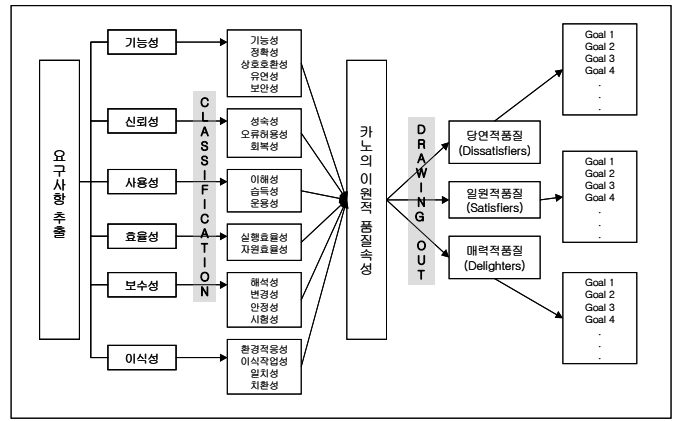 요구사항 추출
기능성
신뢰성
사용성
효율성
보수성
이식성
CLASSIFICATION
기능성
정확성
상호호환성
유연성
보안성
성숙성
오류허용성
회복성
이해성
습득성
운용성
실행효율성
자원효율성
해석성
변경성
안정성
시험성
환경적응성
이식작업성
일치성
치환성
카노의 이원적 품질속성
DRAWING OUT
당연적품질
(Dissatisfiers)
일원적품질
(Satisfiers)
매력적품질
(Delighters)
Goal 1
Goal 2
Goal 3
Goal 4
.
.
.
Goal 1
Goal 2
Goal 3
Goal 4
.
.
.
Goal 1
Goal 2
Goal 3
Goal 4
.
.
.